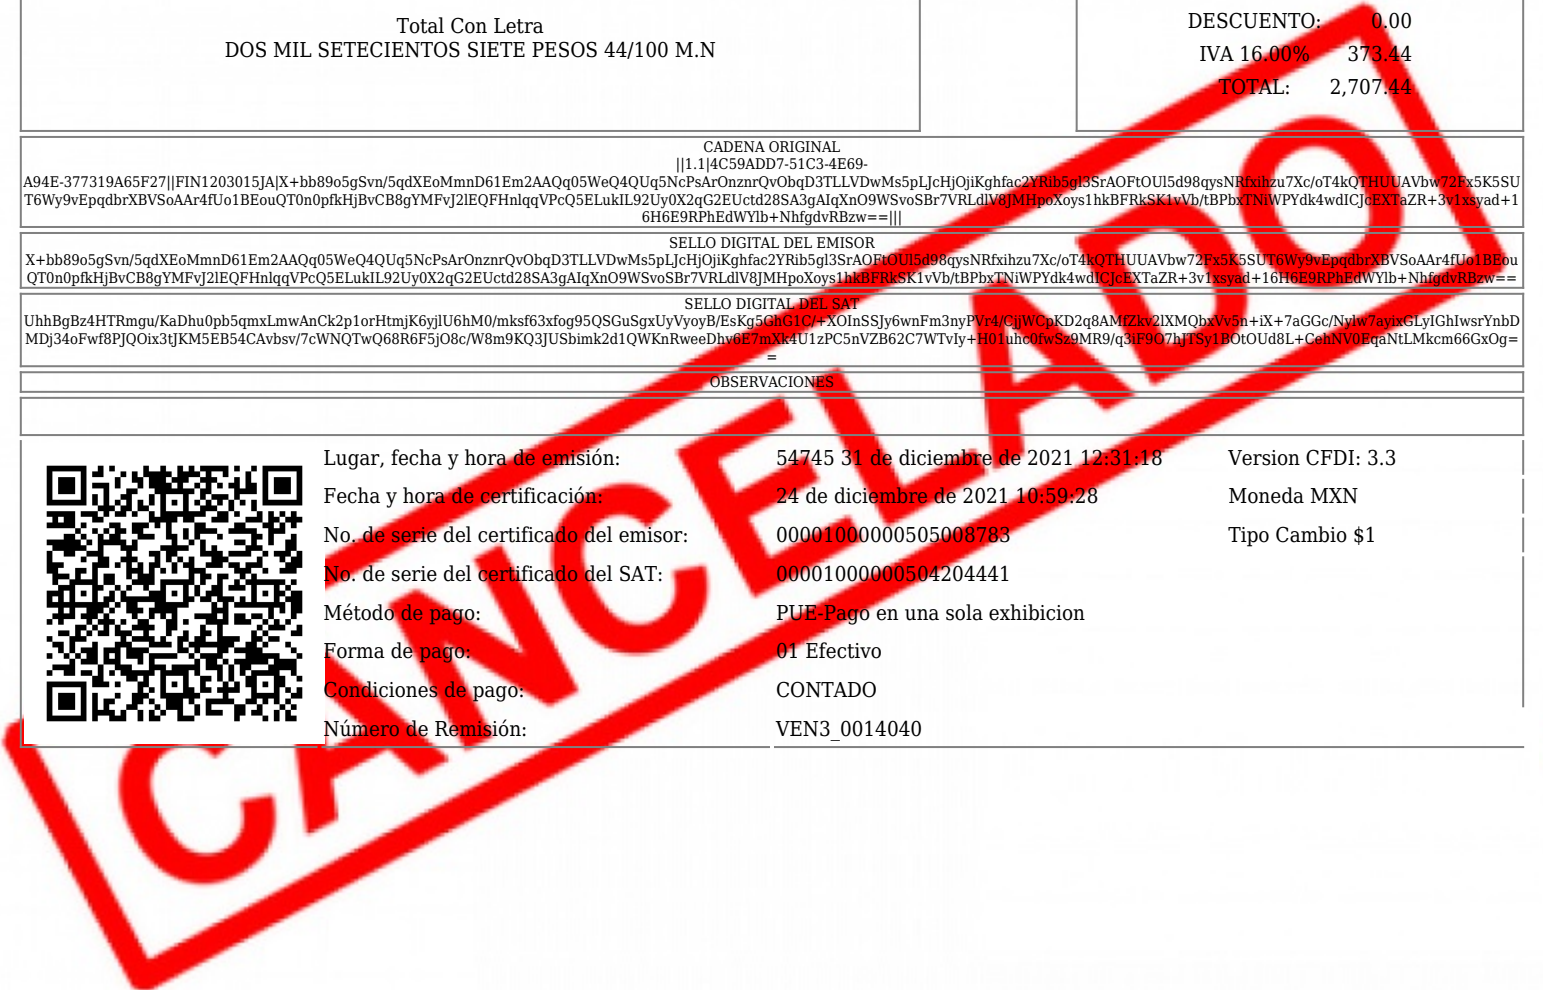 Total Con Letra
DOS MIL SETECIENTOS SIETE PESOS 44/100 M.N
DESCUENTO: 0.00
IVA 16.00% 373.44
TOTAL: 2,707.44
CADENA ORIGINAL
||1.1|4C59ADD7-51C3-4E69-
A94E-377319A65F27||FIN1203015JA|X+bb89o5gSvn/5qdXEoMmnD61Em2AAQq05WeQ4QUq5NcPsArOnznrQvObqD3TLLVDwMs5pLJcHjOjiKghfac2YRib5gl3SrAOFtOUl5d98qysNRfxihzu7Xc/oT4kQTHUUAVbw72Fx5K5SU
T6Wy9vEpqdbrXBVSoAAr4fUo1BEouQT0n0pfkHjBvCB8gYMFvJ2lEQFHnlqqVPcQ5ELukIL92Uy0X2qG2EUctd28SA3gAIqXnO9WSvoSBr7VRLdlV8JMHpoXoys1hkBFRkSK1vVb/tBPbxTNiWPYdk4wdICJcEXTaZR+3v1xsyad+1
6H6E9RPhEdWYlb+NhfgdvRBzw==|||
SELLO DIGITAL DEL EMISOR
X+bb89o5gSvn/5qdXEoMmnD61Em2AAQq05WeQ4QUq5NcPsArOnznrQvObqD3TLLVDwMs5pLJcHjOjiKghfac2YRib5gl3SrAOFtOUl5d98qysNRfxihzu7Xc/oT4kQTHUUAVbw72Fx5K5SUT6Wy9vEpqdbrXBVSoAAr4fUo1BEou
QT0n0pfkHjBvCB8gYMFvJ2lEQFHnlqqVPcQ5ELukIL92Uy0X2qG2EUctd28SA3gAIqXnO9WSvoSBr7VRLdlV8JMHpoXoys1hkBFRkSK1vVb/tBPbxTNiWPYdk4wdICJcEXTaZR+3v1xsyad+16H6E9RPhEdWYlb+NhfgdvRBzw==
SELLO DIGITAL DEL SAT
UhhBgBz4HTRmgu/KaDhu0pb5qmxLmwAnCk2p1orHtmjK6yjlU6hM0/mksf63xfog95QSGuSgxUyVyoyB/EsKg5GhG1C/+XOInSSJy6wnFm3nyPVr4/CjjWCpKD2q8AMfZkv2lXMQbxVv5n+iX+7aGGc/Nylw7ayixGLyIGhIwsrYnbD
MDj34oFwf8PJQOix3tJKM5EB54CAvbsv/7cWNQTwQ68R6F5jO8c/W8m9KQ3JUSbimk2d1QWKnRweeDhv6E7mXk4U1zPC5nVZB62C7WTvIy+H01uhc0fwSz9MR9/q3iF9O7hJTSy1BOtOUd8L+CehNV0EqaNtLMkcm66GxOg=
=
OBSERVACIONES
Lugar, fecha y hora de emisión: 54745 31 de diciembre de 2021 12:31:18 Version CFDI: 3.3
Fecha y hora de certificación: 24 de diciembre de 2021 10:59:28 Moneda MXN
No. de serie del certificado del emisor: 00001000000505008783 Tipo Cambio $1
No. de serie del certificado del SAT: 00001000000504204441
Método de pago: PUE-Pago en una sola exhibicion
Forma de pago: 01 Efectivo
Condiciones de pago: CONTADO
Número de Remisión: VEN3_0014040
CANCELADO